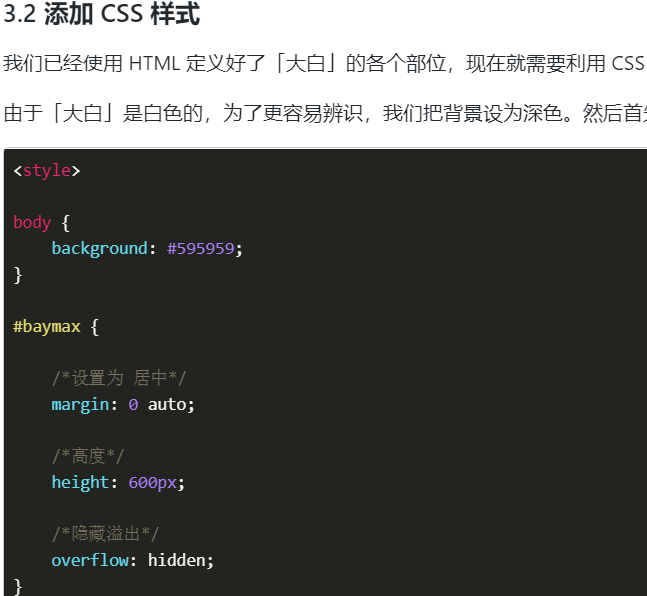 3.2 添加 CSS 样式
我们已经使用 HTML 定义好了「大白」的各个部位，现在就需要利用 CSS
由于「大白」是白色的，为了更容易辨识，我们把背景设为深色。然后首
<style>
body {
    background: #595959;
}
#baymax {
    /*设置为 居中*/
    margin: 0 auto;
    /*高度*/
    height: 600px;
    /*隐藏溢出*/
    overflow: hidden;
}